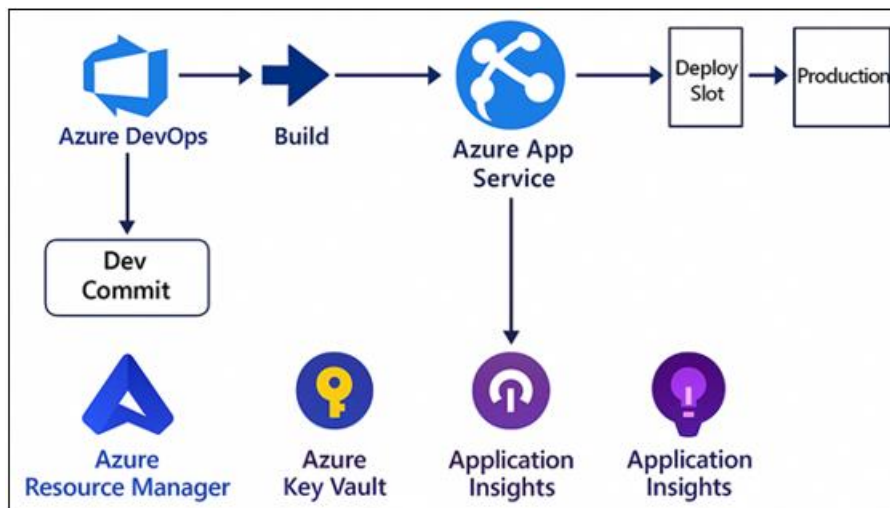 Azure DevOps
Build
Azure App
Service
Deploy
Slot
Production
Dev
Commit
Azure
Resource Manager
Azure
Key Vault
Application
Insights
Application
Insights